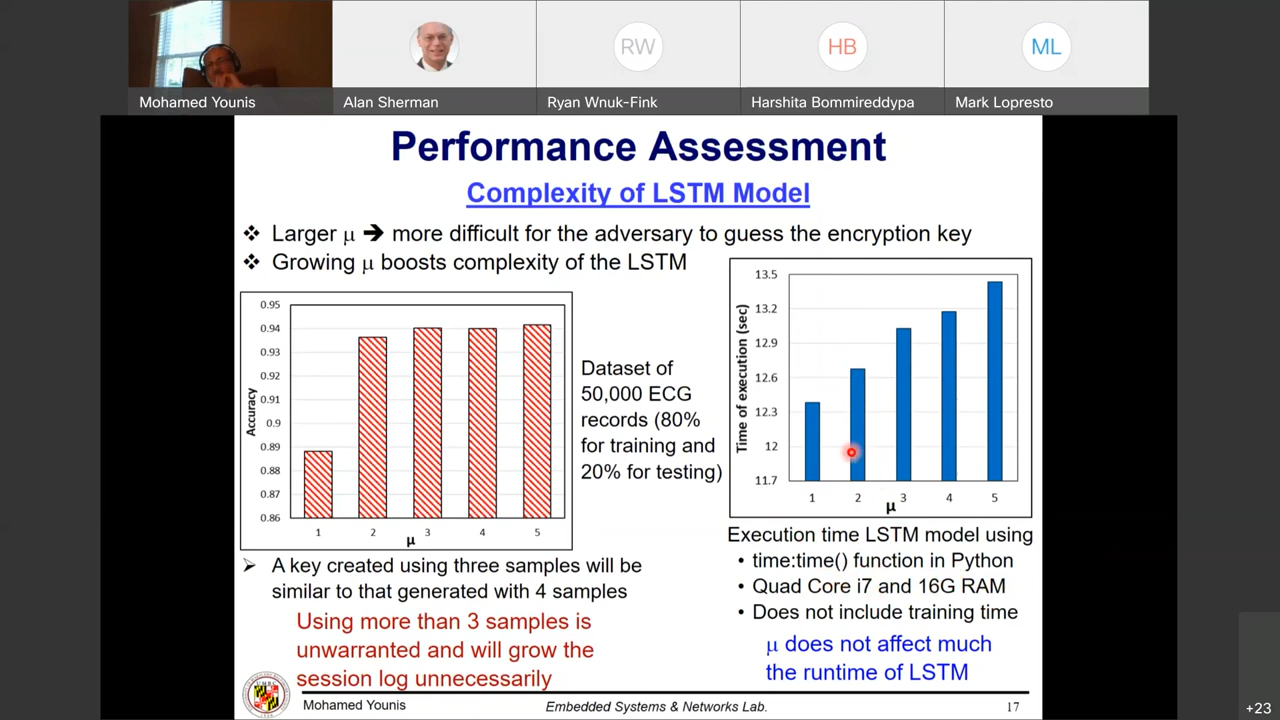 RW
HB
ML
Mohamed Younis
Alan Sherman
Ryan Wnuk-Fink
Harshita Bommireddypa
Mark Lopresto
Performance Assessment
Complexity of LSTM Model
❖ Larger μ ➔ more difficult for the adversary to guess the encryption key
❖ Growing μ boosts complexity of the LSTM
0.95
0.94
0.93
0.92
0.91
0.9
0.89
0.88
0.87
0.86
Accuracy
1 2 3 4 5
μ
Dataset of
50,000 ECG
records (80%
for training and
20% for testing)
13.5
13.2
12.9
12.6
12.3
12
11.7
Time of execution (sec)
1 2 3 4 5
μ
➢ A key created using three samples will be
similar to that generated with 4 samples
Using more than 3 samples is
unwarranted and will grow the
session log unnecessarily
Execution time LSTM model using
• time:time() function in Python
• Quad Core i7 and 16G RAM
• Does not include training time
μ does not affect much
the runtime of LSTM
UMBC
Mohamed Younis
Embedded Systems & Networks Lab.
17
+23